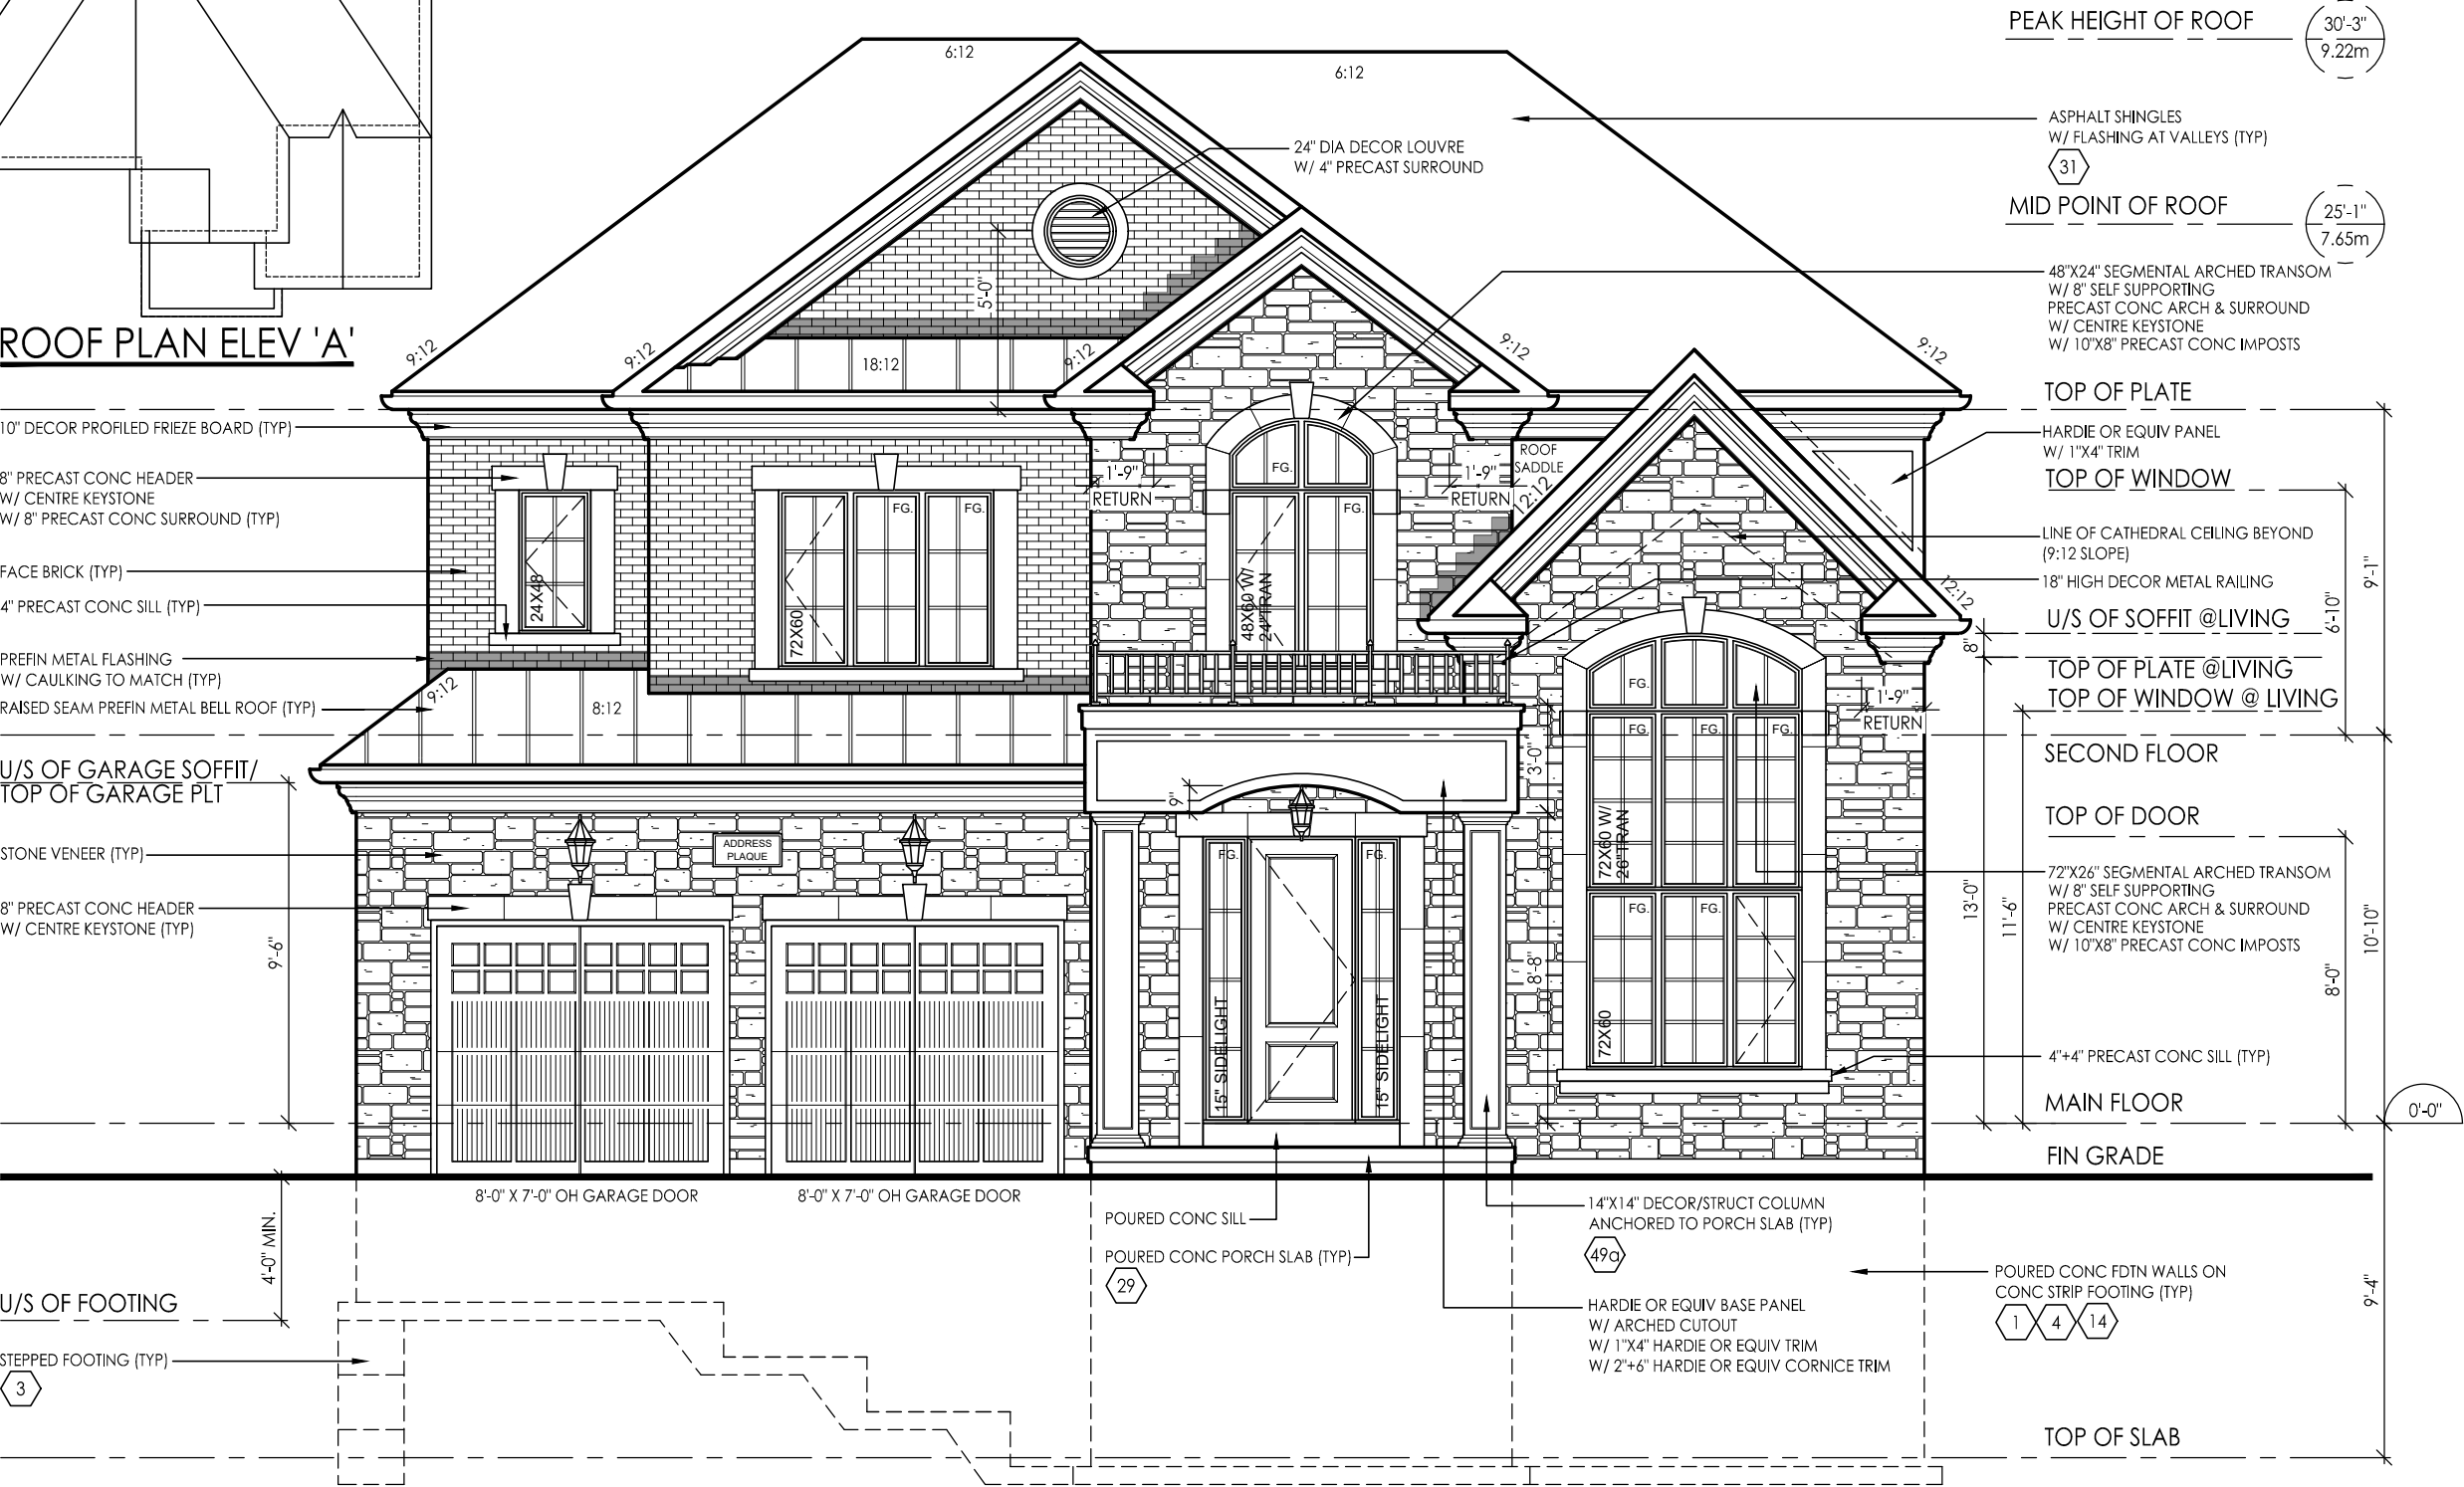 PEAK HEIGHT OF ROOF
30'-3"
9.22m
6:12
6:12
ASPHALT SHINGLES
W/ FLASHING AT VALLEYS (TYP)
31
24" DIA DECOR LOUVRE
W/ 4" PRECAST SURROUND
MID POINT OF ROOF
25'-1"
7.65m
48"X24" SEGMENTAL ARCHED TRANSOM
W/ 8" SELF SUPPORTING
PRECAST CONC ARCH & SURROUND
W/ CENTRE KEYSTONE
W/ 10"X8" PRECAST CONC IMPOSTS
5'-0"
ROOF PLAN ELEV 'A'
9:12
9:12
18:12
9:12
9:12
9:12
TOP OF PLATE
10" DECOR PROFILED FRIEZE BOARD (TYP)
HARDIE OR EQUIV PANEL
W/ 1"X4" TRIM
8" PRECAST CONC HEADER
W/ CENTRE KEYSTONE
W/ 8" PRECAST CONC SURROUND (TYP)
FG.
ROOF
SADDLE
12:12
1'-9"
RETURN
1'-9"
RETURN
TOP OF WINDOW
FG.
FG.
FG.
24X48
72X60
48X60 W/
24" TRAN
LINE OF CATHEDRAL CEILING BEYOND
(9:12 SLOPE)
FACE BRICK (TYP)
18" HIGH DECOR METAL RAILING
9'-1"
6'-10"
12:12
4" PRECAST CONC SILL (TYP)
U/S OF SOFFIT @LIVING
8"
PREFIN METAL FLASHING
W/ CAULKING TO MATCH (TYP)
TOP OF PLATE @LIVING
TOP OF WINDOW @ LIVING
9:12
RAISED SEAM PREFIN METAL BELL ROOF (TYP)
8:12
FG.
1'-9"
RETURN
FG.
FG.
FG.
SECOND FLOOR
U/S OF GARAGE SOFFIT/
TOP OF GARAGE PLT
3'-0"
9"
TOP OF DOOR
STONE VENEER (TYP)
ADDRESS
PLAQUE
FG.
FG.
72X60 W/
26" TRAN
72"X26" SEGMENTAL ARCHED TRANSOM
W/ 8" SELF SUPPORTING
PRECAST CONC ARCH & SURROUND
W/ CENTRE KEYSTONE
W/ 10"X8" PRECAST CONC IMPOSTS
8" PRECAST CONC HEADER
W/ CENTRE KEYSTONE (TYP)
FG.
FG.
9'-6"
8'-8"
13'-0"
11'-6"
8'-0"
10'-10"
15" SIDELIGHT
15" SIDELIGHT
72X60
4"+4" PRECAST CONC SILL (TYP)
MAIN FLOOR
0'-0"
FIN GRADE
8'-0" X 7'-0" OH GARAGE DOOR
8'-0" X 7'-0" OH GARAGE DOOR
4'-0" MIN.
POURED CONC SILL
14"X14" DECOR/STRUCT COLUMN
ANCHORED TO PORCH SLAB (TYP)
49a
POURED CONC PORCH SLAB (TYP)
29
POURED CONC FDTN WALLS ON
CONC STRIP FOOTING (TYP)
1 4 14
9'-4"
U/S OF FOOTING
HARDIE OR EQUIV BASE PANEL
W/ ARCHED CUTOUT
W/ 1"X4" HARDIE OR EQUIV TRIM
W/ 2"+6" HARDIE OR EQUIV CORNICE TRIM
STEPPED FOOTING (TYP)
3
TOP OF SLAB